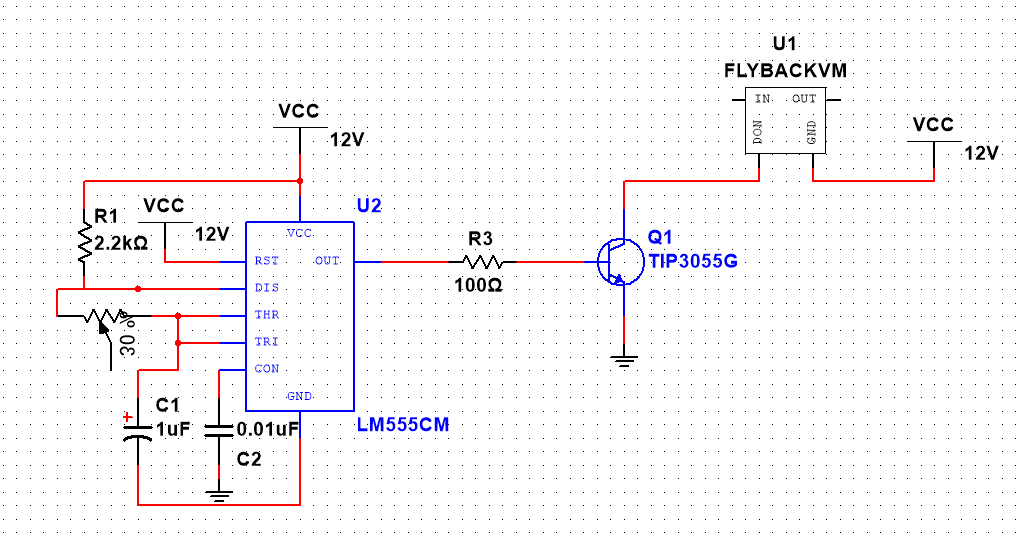 U1
FLYBACKVM
IN OUT
DON
GND
VCC
12V
VCC
12V
R1
2.2kΩ
VCC
12V
U2
VCC
RST
OUT
DIS
THR
TRI
CON
GND
LM555CM
R3
100Ω
Q1
TIP3055G
30 %
+
C1
1uF
0.01uF
C2